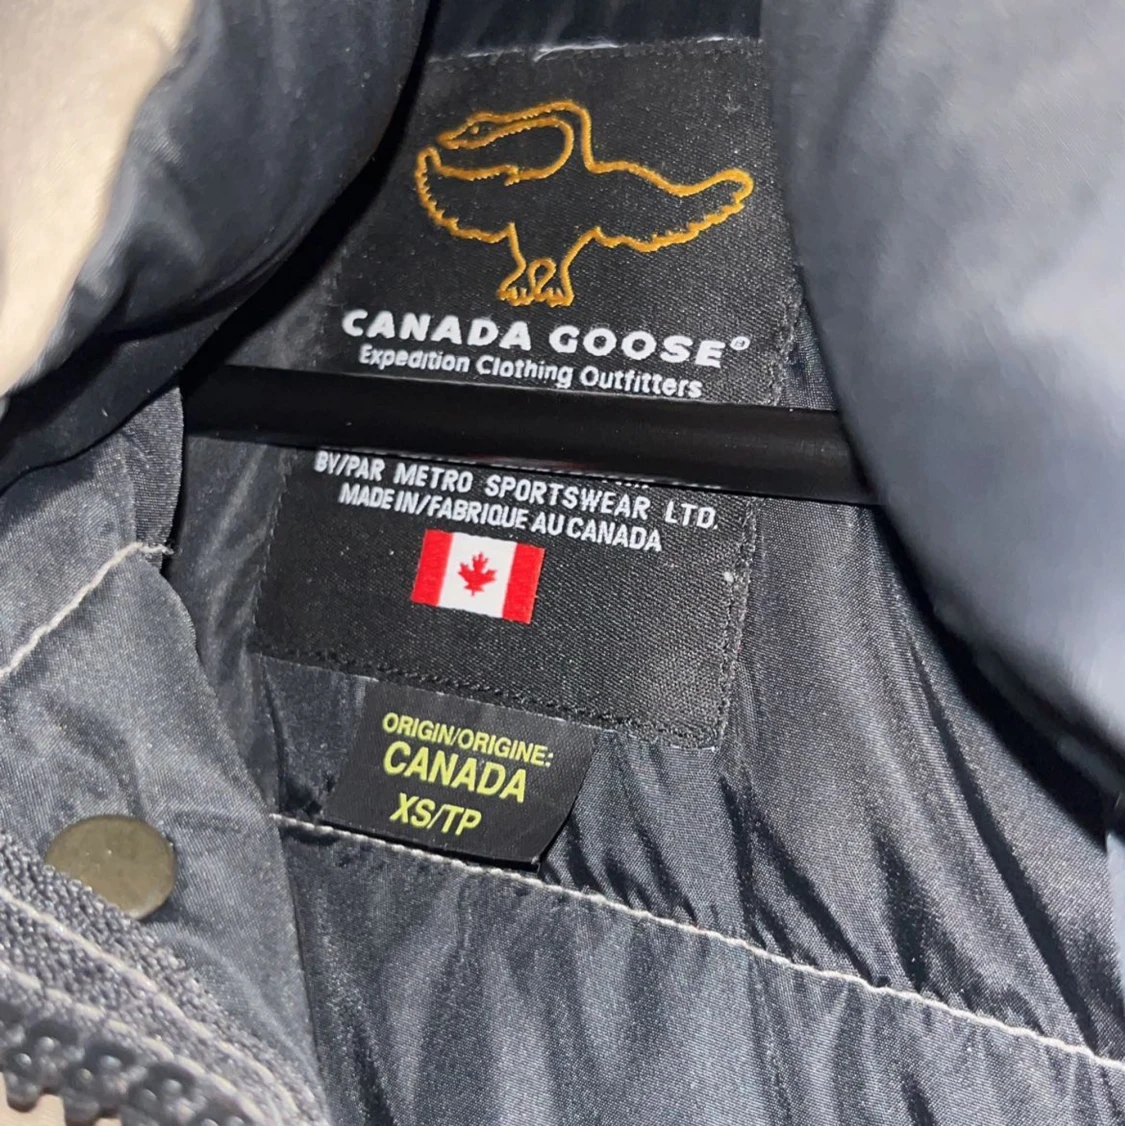 CANADA GOOSE®
Expedition Clothing Outfitters
BY/PAR METRO SPORTSWEAR LTD.
MADE IN/FABRIQUE AU CANADA
ORIGIN/ORIGINE:
CANADA
XS/TP